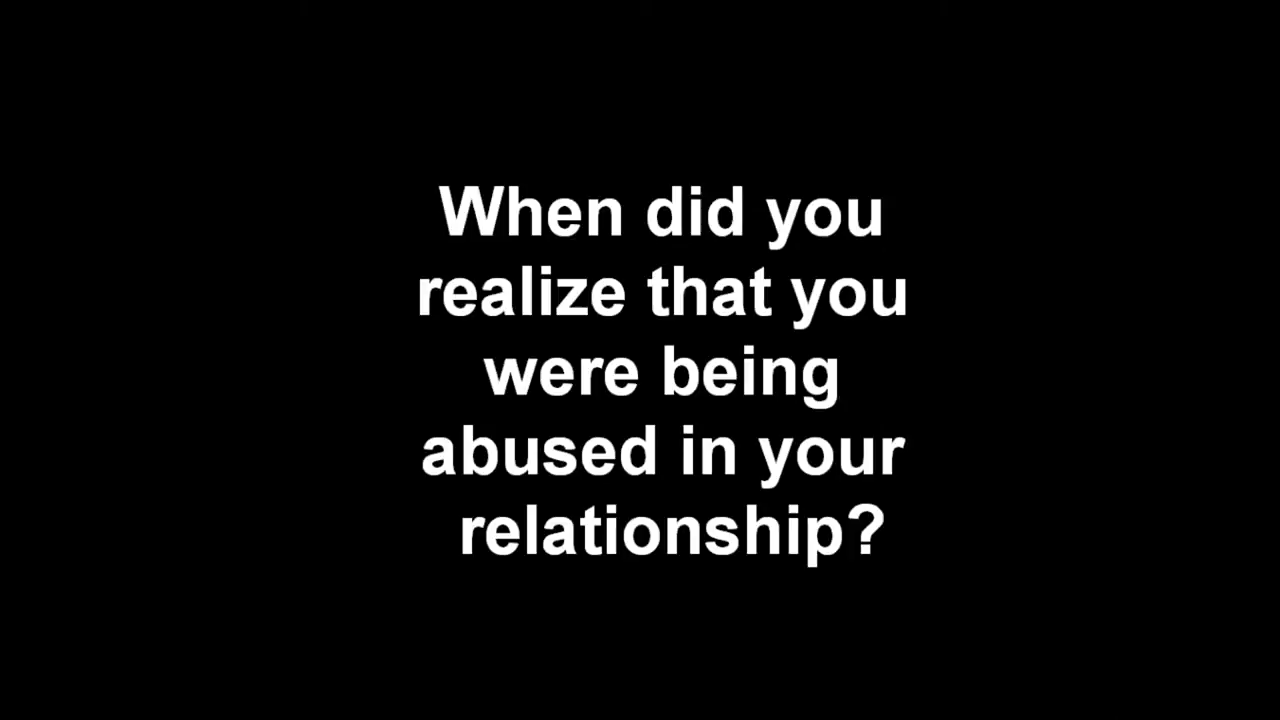 When did you
realize that you
were being
abused in your
relationship?